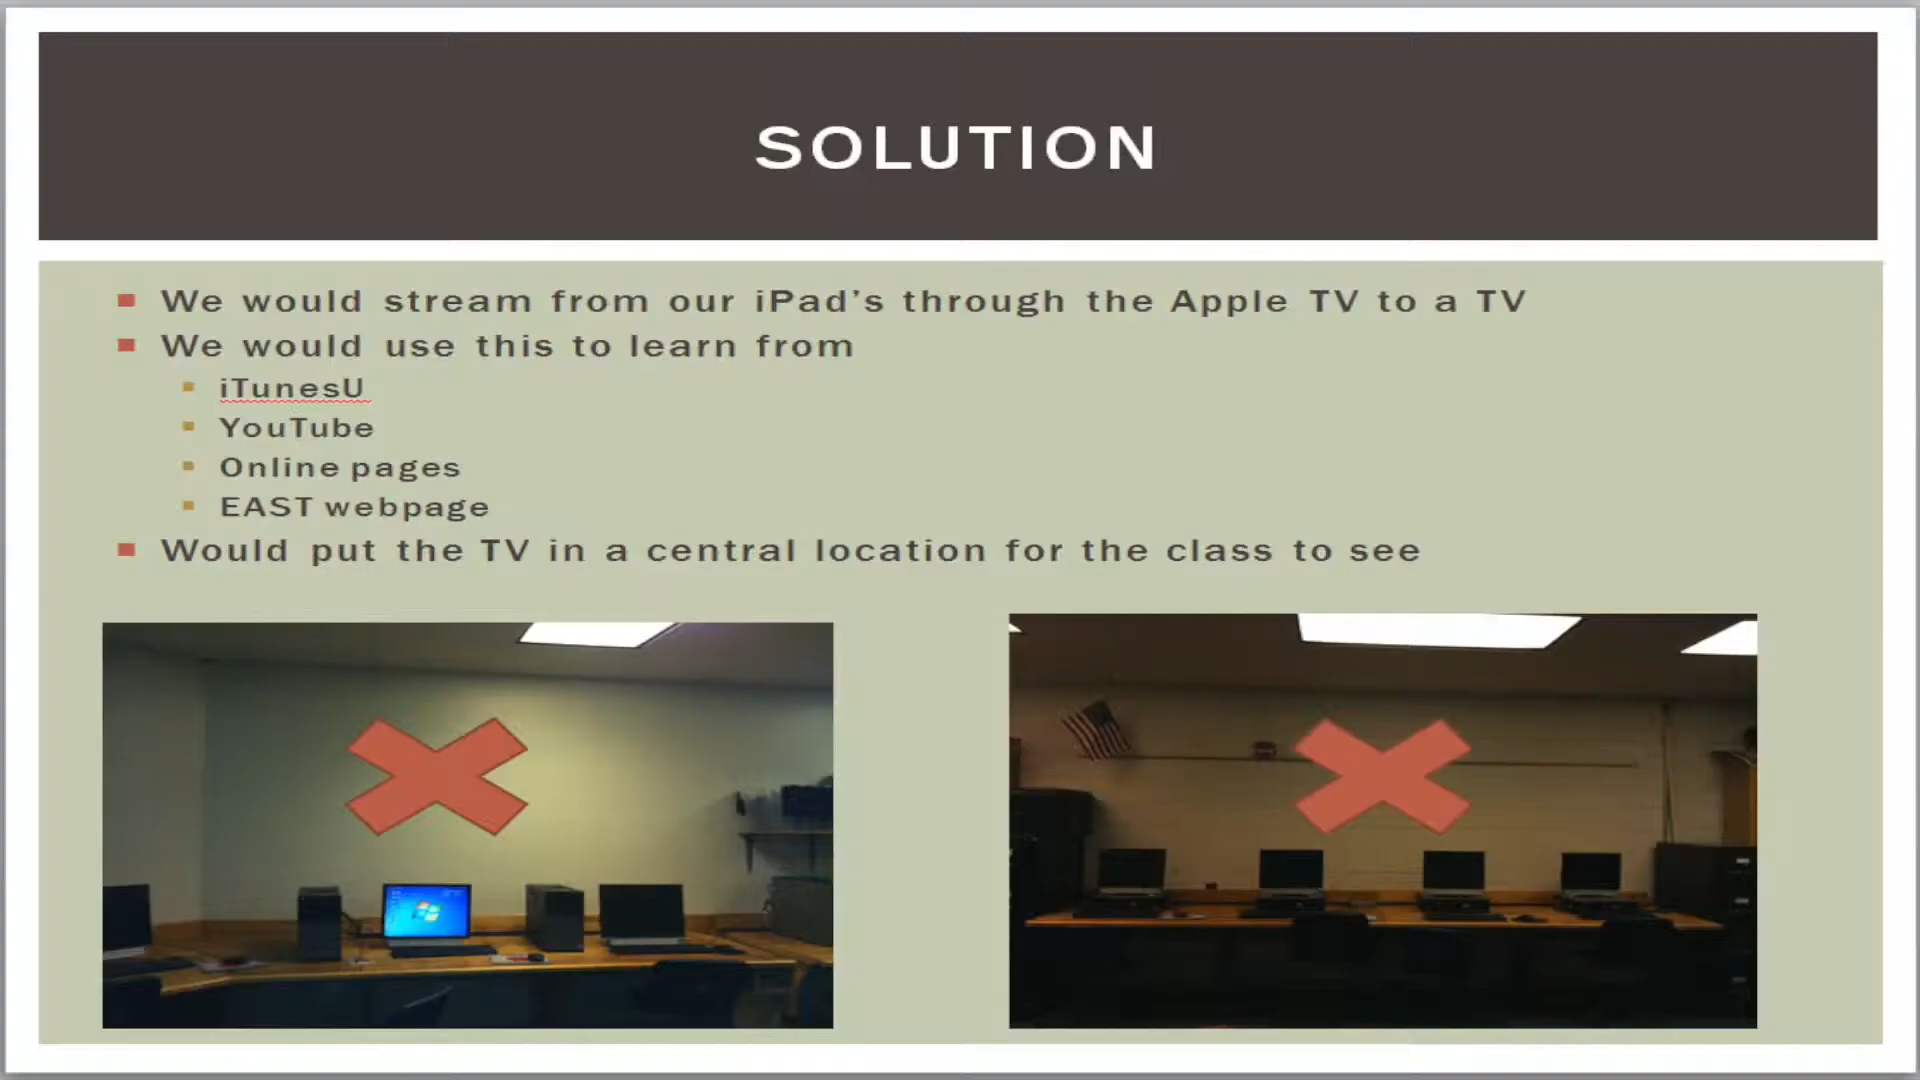 SOLUTION
We would stream from our iPad's through the Apple TV to a TV
We would use this to learn from
iTunesU
YouTube
Online pages
EAST webpage
Would put the TV in a central location for the class to see